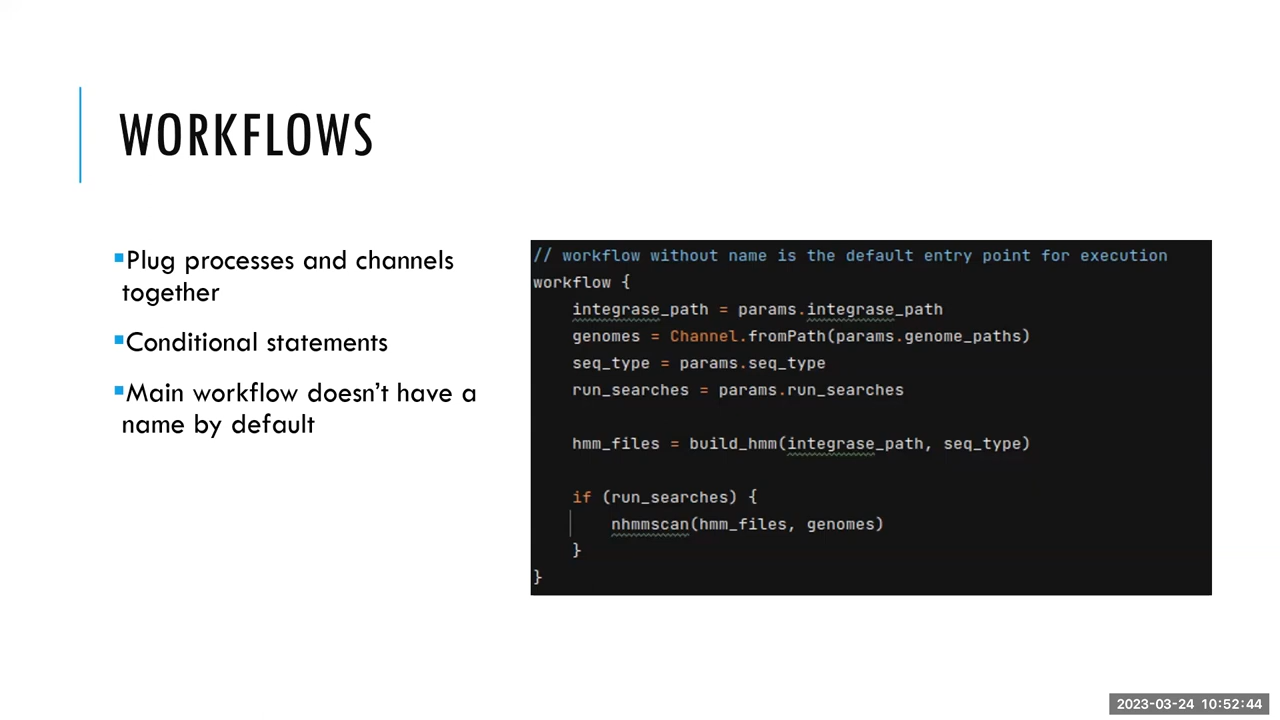 WORKFLOWS
▪Plug processes and channels
together
▪Conditional statements
▪Main workflow doesn’t have a
name by default
// workflow without name is the default entry point for execution
workflow {
    integrase_path = params.integrase_path
    genomes = Channel.fromPath(params.genome_paths)
    seq_type = params.seq_type
    run_searches = params.run_searches
    hmm_files = build_hmm(integrase_path, seq_type)
    if (run_searches) {
        nhmmscan(hmm_files, genomes)
    }
}
2023-03-24 10:52:44